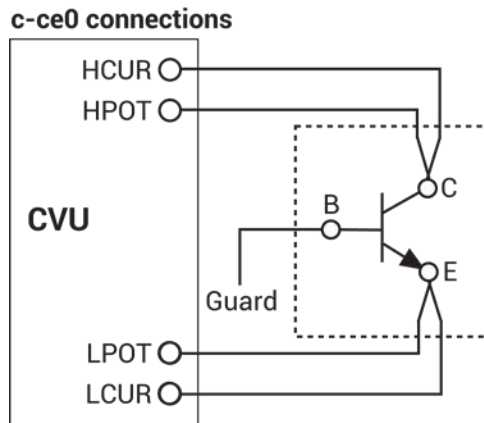 c-ce0 connections
HCUR
HPOT
C
B
CVU
E
Guard
LPOT
LCUR